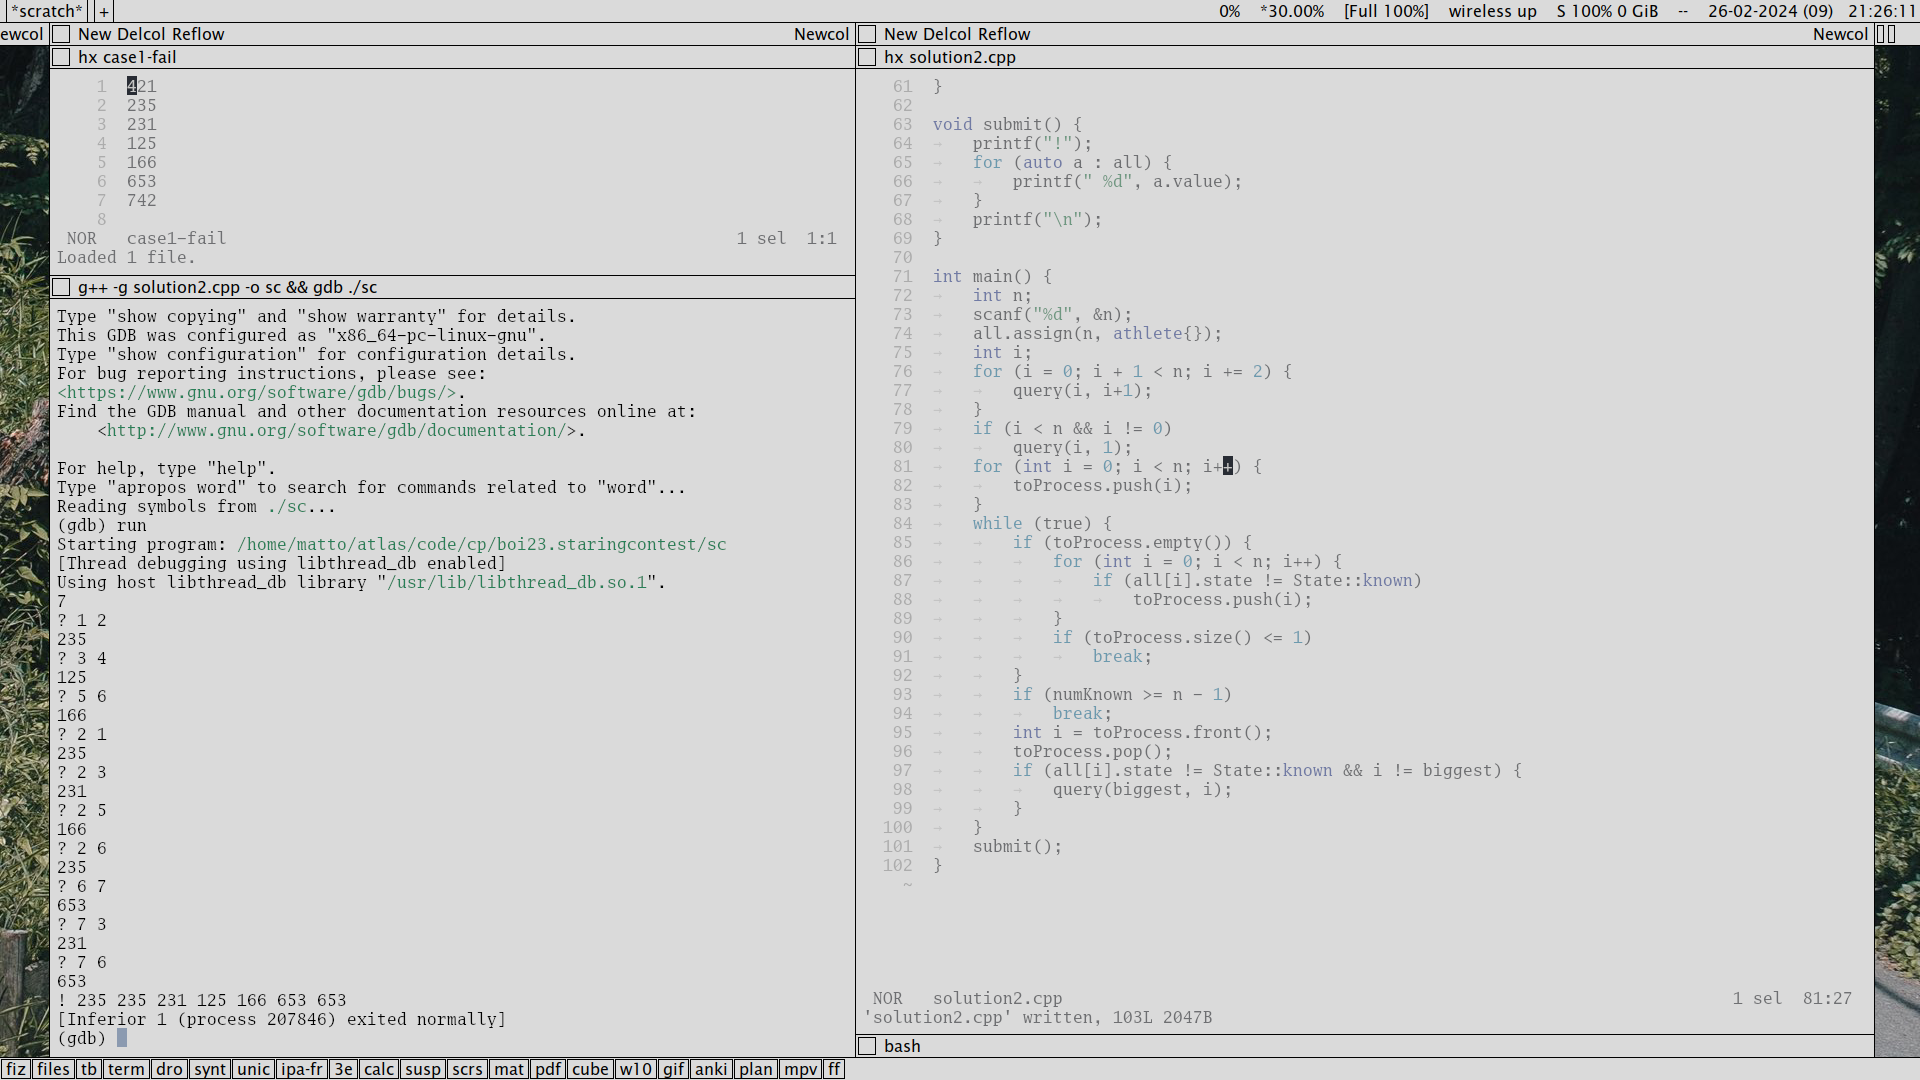 *scratch* +
0% *30.00% [Full 100%] wireless up S 100% 0 GiB -- 26-02-2024 (09) 21:26:11
ewcol
New Delcol Reflow Newcol
hx case1-fail
1 421
2 235
3 231
4 125
5 166
6 653
7 742
8
NOR case1-fail 1 sel 1:1
Loaded 1 file.
g++ -g solution2.cpp -o sc && gdb ./sc
Type "show copying" and "show warranty" for details.
This GDB was configured as "x86_64-pc-linux-gnu".
Type "show configuration" for configuration details.
For bug reporting instructions, please see:
<https://www.gnu.org/software/gdb/bugs/>.
Find the GDB manual and other documentation resources online at:
    <http://www.gnu.org/software/gdb/documentation/>.

For help, type "help".
Type "apropos word" to search for commands related to "word"...
Reading symbols from ./sc...
(gdb) run
Starting program: /home/matto/atlas/code/cp/boi23.staringcontest/sc
[Thread debugging using libthread_db enabled]
Using host libthread_db library "/usr/lib/libthread_db.so.1".
7
? 1 2
235
? 3 4
125
? 5 6
166
? 2 1
235
? 2 3
231
? 2 5
166
? 2 6
235
? 6 7
653
? 7 3
231
? 7 6
653
! 235 235 231 125 166 653 653
[Inferior 1 (process 207846) exited normally]
(gdb)
New Delcol Reflow Newcol
hx solution2.cpp
61 }
62
63 void submit() {
64 → printf("!");
65 → for (auto a : all) {
66 → → printf(" %d", a.value);
67 → }
68 → printf("\n");
69 }
70
71 int main() {
72 → int n;
73 → scanf("%d", &n);
74 → all.assign(n, athlete{});
75 → int i;
76 → for (i = 0; i + 1 < n; i += 2) {
77 → → query(i, i+1);
78 → }
79 → if (i < n && i != 0)
80 → → query(i, 1);
81 → for (int i = 0; i < n; i++) {
82 → → toProcess.push(i);
83 → }
84 → while (true) {
85 → → if (toProcess.empty()) {
86 → → → for (int i = 0; i < n; i++) {
87 → → → → if (all[i].state != State::known)
88 → → → → → toProcess.push(i);
89 → → → }
90 → → → if (toProcess.size() <= 1)
91 → → → → break;
92 → → }
93 → → if (numKnown >= n - 1)
94 → → → break;
95 → → int i = toProcess.front();
96 → → toProcess.pop();
97 → → if (all[i].state != State::known && i != biggest) {
98 → → → query(biggest, i);
99 → → }
100 → }
101 → submit();
102 }
~
NOR solution2.cpp 1 sel 81:27
'solution2.cpp' written, 103L 2047B
bash
fiz files tb term dro synt unic ipa-fr 3e calc susp scrs mat pdf cube w10 gif anki plan mpv ff